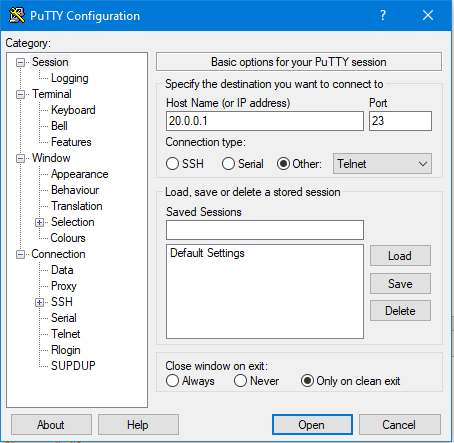 PuTTY Configuration
?
Category:
Session
Logging
Terminal
Keyboard
Bell
Features
Window
Appearance
Behaviour
Translation
Selection
Colours
Connection
Data
Proxy
SSH
Serial
Telnet
Rlogin
SUPDUP
Basic options for your PuTTY session
Specify the destination you want to connect to
Host Name (or IP address) Port
20.0.0.1 23
Connection type:
SSH Serial Other: Telnet
Load, save or delete a stored session
Saved Sessions
Default Settings
Load
Save
Delete
Close window on exit:
Always Never Only on clean exit
About Help Open Cancel